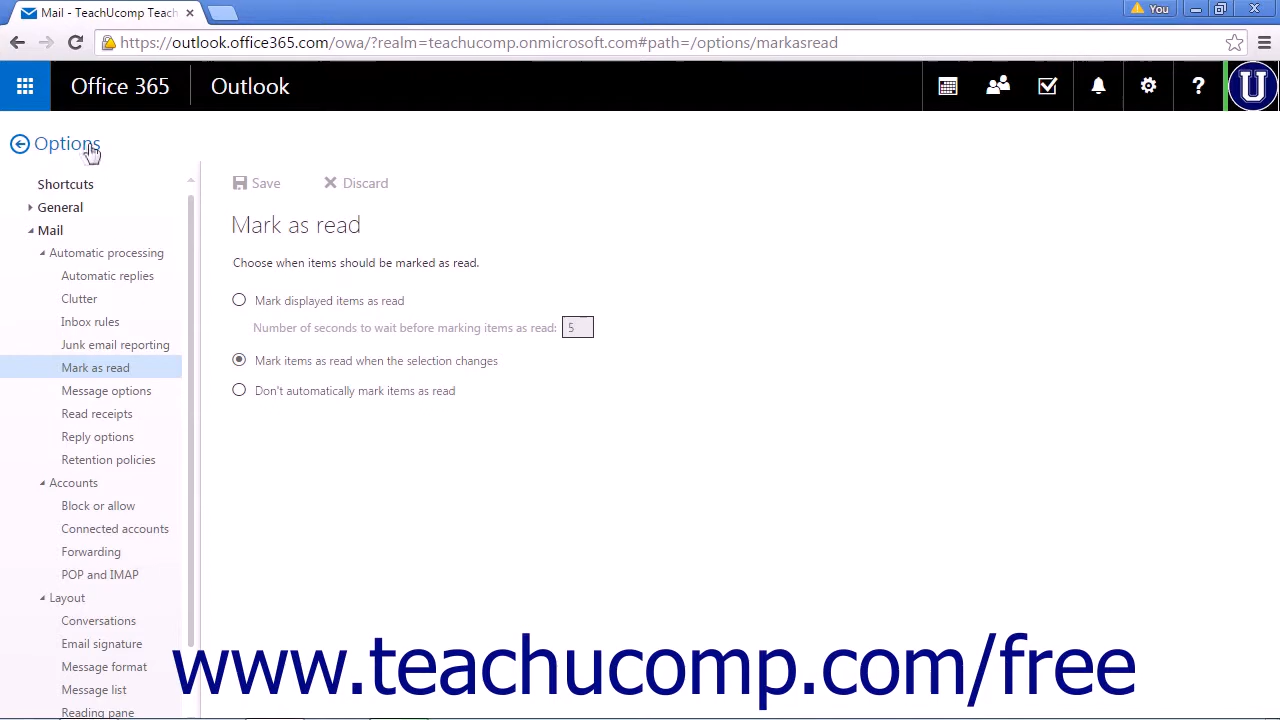 Mail - TeachUcomp Teach
You
https://outlook.office365.com/owa/?realm=teachucomp.onmicrosoft.com#path=/options/markasread
Office 365
Outlook
?
U
Options
Shortcuts
General
Mail
Automatic processing
Automatic replies
Clutter
Inbox rules
Junk email reporting
Mark as read
Message options
Read receipts
Reply options
Retention policies
Accounts
Block or allow
Connected accounts
Forwarding
POP and IMAP
Layout
Conversations
Email signature
Message format
Message list
Reading pane
Save
Discard
Mark as read
Choose when items should be marked as read.
Mark displayed items as read
Number of seconds to wait before marking items as read: 5
Mark items as read when the selection changes
Don't automatically mark items as read
www.teachucomp.com/free